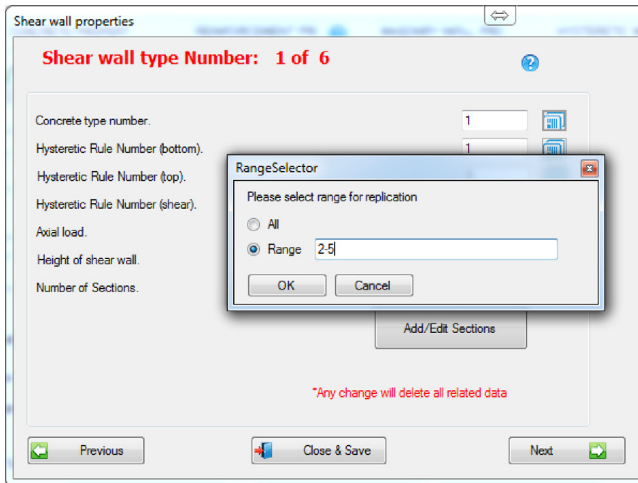 Shear wall properties
Shear wall type Number: 1 of 6
Concrete type number. 1
Hysteretic Rule Number (bottom). 1
Hysteretic Rule Number (top).
Hysteretic Rule Number (shear).
Axial load.
Height of shear wall.
Number of Sections.
RangeSelector
Please select range for replication
All
Range 2-5
OK Cancel
Add/Edit Sections
*Any change will delete all related data
Previous Close & Save Next